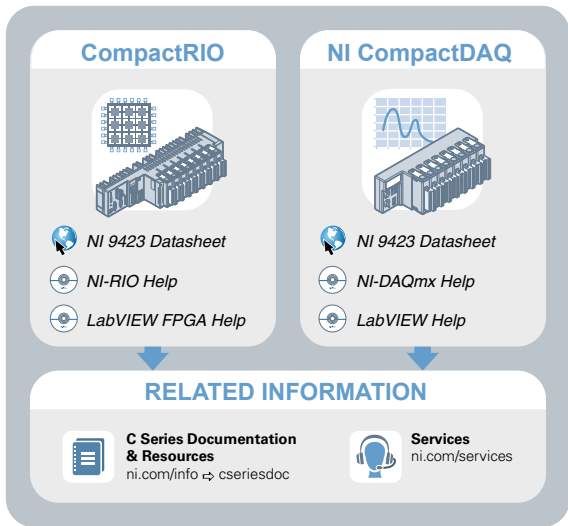 CompactRIO
NI 9423 Datasheet
NI-RIO Help
LabVIEW FPGA Help
NI CompactDAQ
NI 9423 Datasheet
NI-DAQmx Help
LabVIEW Help
RELATED INFORMATION
C Series Documentation
& Resources
ni.com/info ⇨ cseriesdoc
Services
ni.com/services